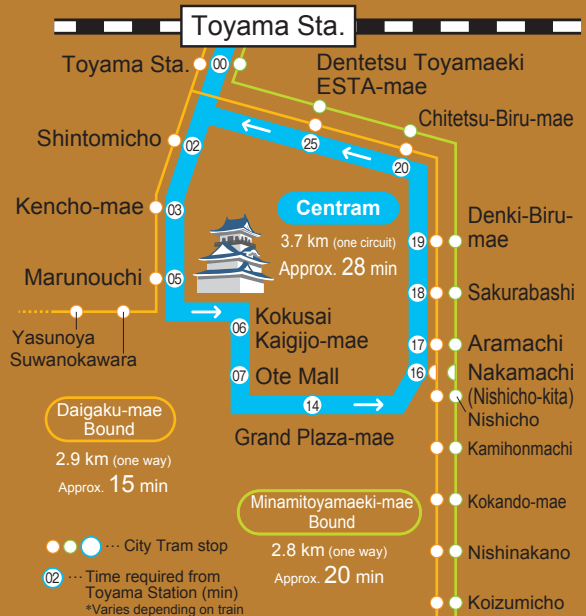 Toyama Sta.
Toyama Sta.
00
Dentetsu Toyamaeki
ESTA-mae
Chitetsu-Biru-mae
Shintomicho
02
25
20
Kencho-mae
03
Centram
3.7 km (one circuit)
Approx. 28 min
19
Denki-Biru-
mae
Marunouchi
05
18
Sakurabashi
Yasunoya
Suwanokawara
06
Kokusai
Kaigijo-mae
17
Aramachi
07
Ote Mall
16
Nakamachi
(Nishicho-kita)
Nishicho
14
Grand Plaza-mae
Daigaku-mae
Bound
2.9 km (one way)
Approx. 15 min
Kamihonmachi
Minamitoyamaeki-mae
Bound
2.8 km (one way)
Approx. 20 min
Kokando-mae
Nishinakano
Koizumicho
… City Tram stop
02 … Time required from
Toyama Station (min)
*Varies depending on train